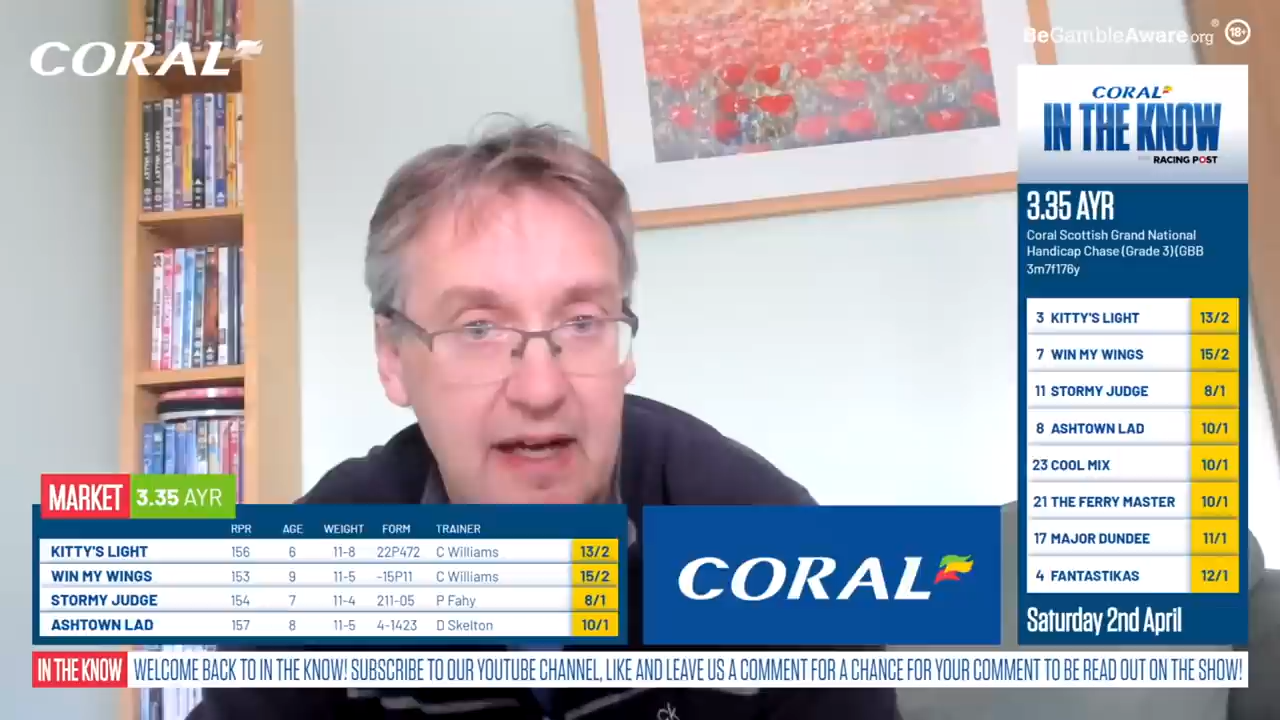 CORAL
BeGambleAware.org® 18+
CORAL
IN THE KNOW
RACING POST
3.35 AYR
Coral Scottish Grand National
Handicap Chase (Grade 3) (GBB
3m7f176y
3 KITTY'S LIGHT 13/2
7 WIN MY WINGS 15/2
11 STORMY JUDGE 8/1
8 ASHTOWN LAD 10/1
23 COOL MIX 10/1
21 THE FERRY MASTER 10/1
17 MAJOR DUNDEE 11/1
4 FANTASTIKAS 12/1
Saturday 2nd April
MARKET 3.35 AYR
RPR AGE WEIGHT FORM TRAINER
KITTY'S LIGHT 156 6 11-8 22P472 C Williams 13/2
WIN MY WINGS 153 9 11-5 -15P11 C Williams 15/2
STORMY JUDGE 154 7 11-4 211-05 P Fahy 8/1
ASHTOWN LAD 157 8 11-5 4-1423 D Skelton 10/1
CORAL
IN THE KNOW WELCOME BACK TO IN THE KNOW! SUBSCRIBE TO OUR YOUTUBE CHANNEL, LIKE AND LEAVE US A COMMENT FOR A CHANCE FOR YOUR COMMENT TO BE READ OUT ON THE SHOW!
ck